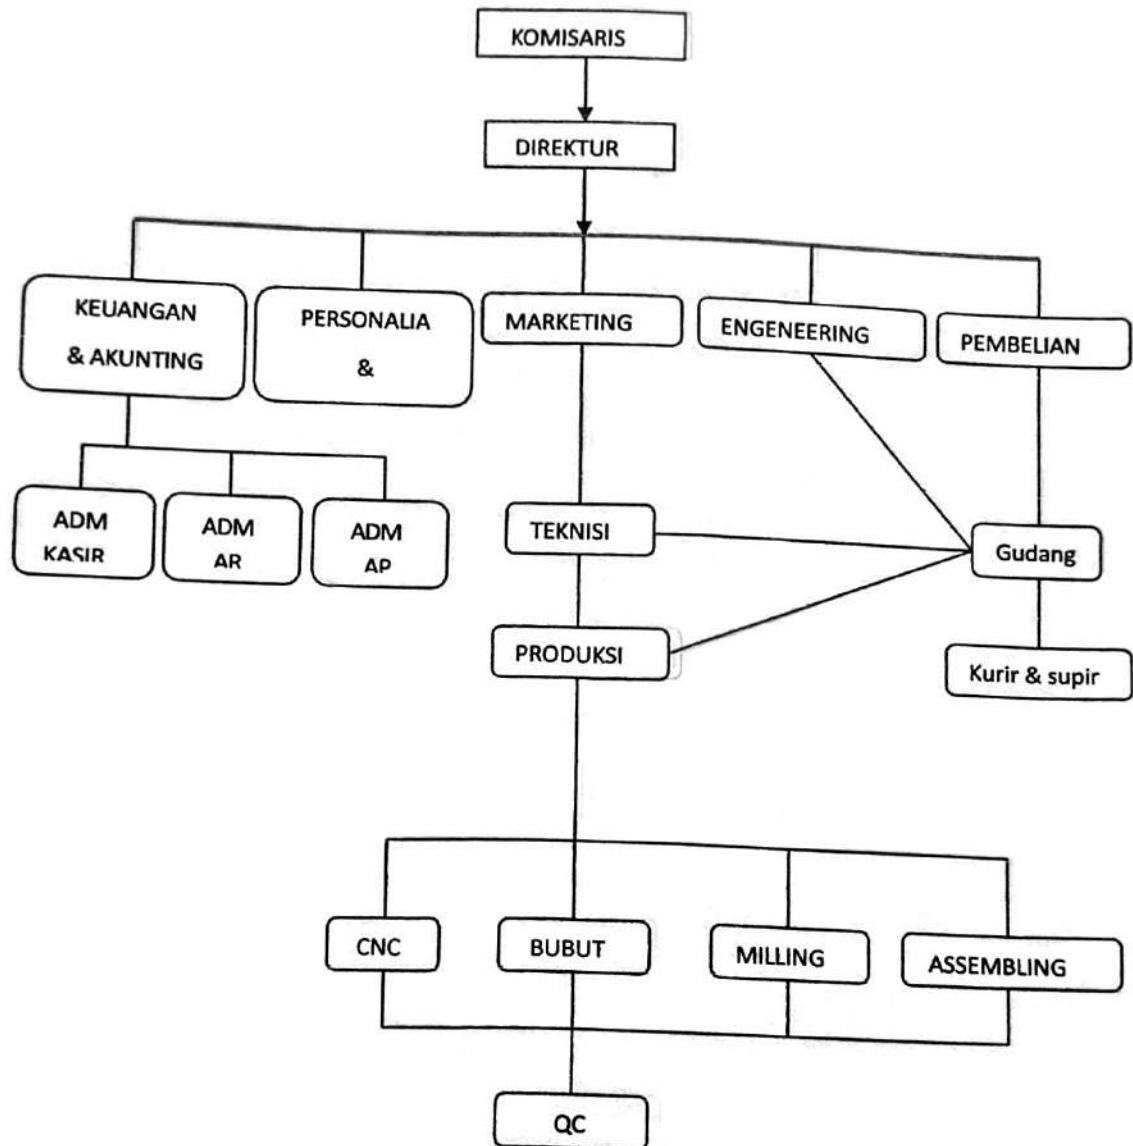 KOMISARIS
DIREKTUR
KEUANGAN
& AKUNTING
PERSONALIA
&
MARKETING
ENGENEERING
PEMBELIAN
ADM
KASIR
ADM
AR
ADM
AP
TEKNISI
Gudang
PRODUKSI
Kurir & supir
CNC
BUBUT
MILLING
ASSEMBLING
QC